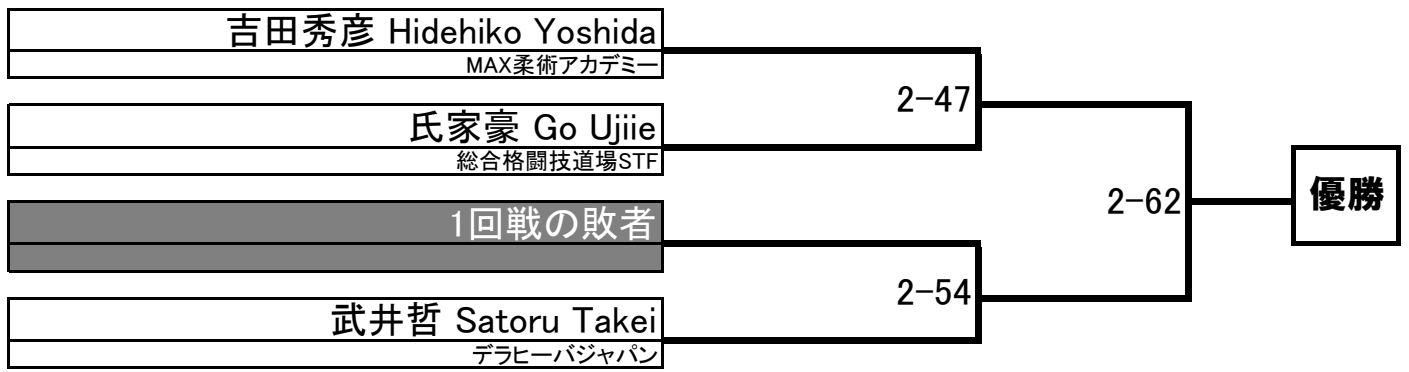 吉田秀彦 Hidehiko Yoshida
MAX柔術アカデミー
2-47
氏家豪 Go Ujiie
総合格闘技道場STF
2-62
優勝
1回戦の敗者
2-54
武井哲 Satoru Takei
デラヒーバジャパン